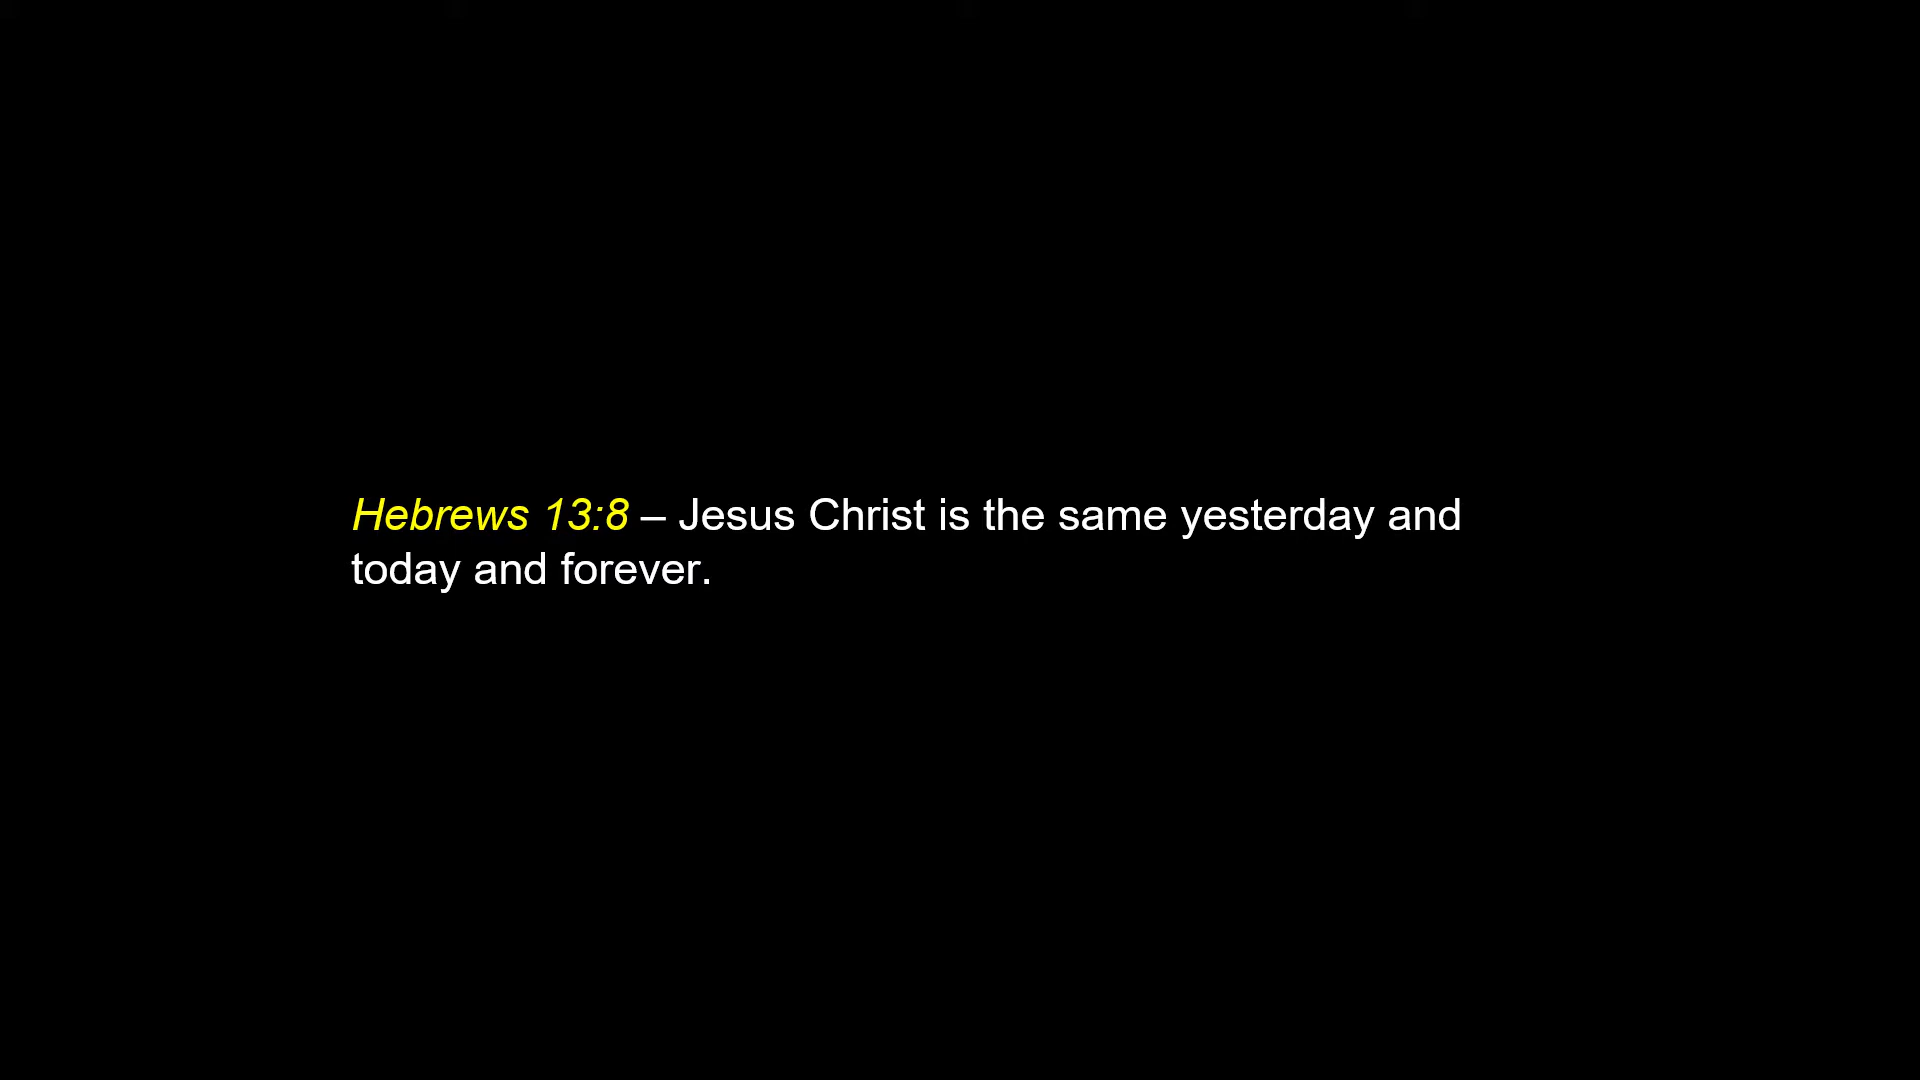 Hebrews 13:8 – Jesus Christ is the same yesterday and
today and forever.